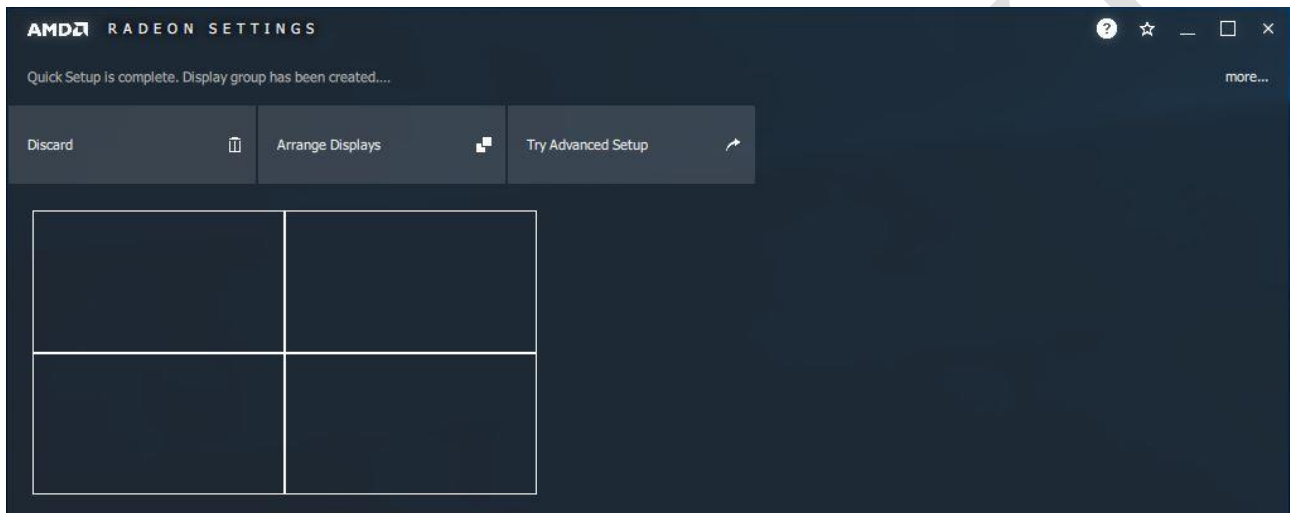 AMD RADEON SETTINGS
Quick Setup is complete. Display group has been created....
more...
Discard
Arrange Displays
Try Advanced Setup